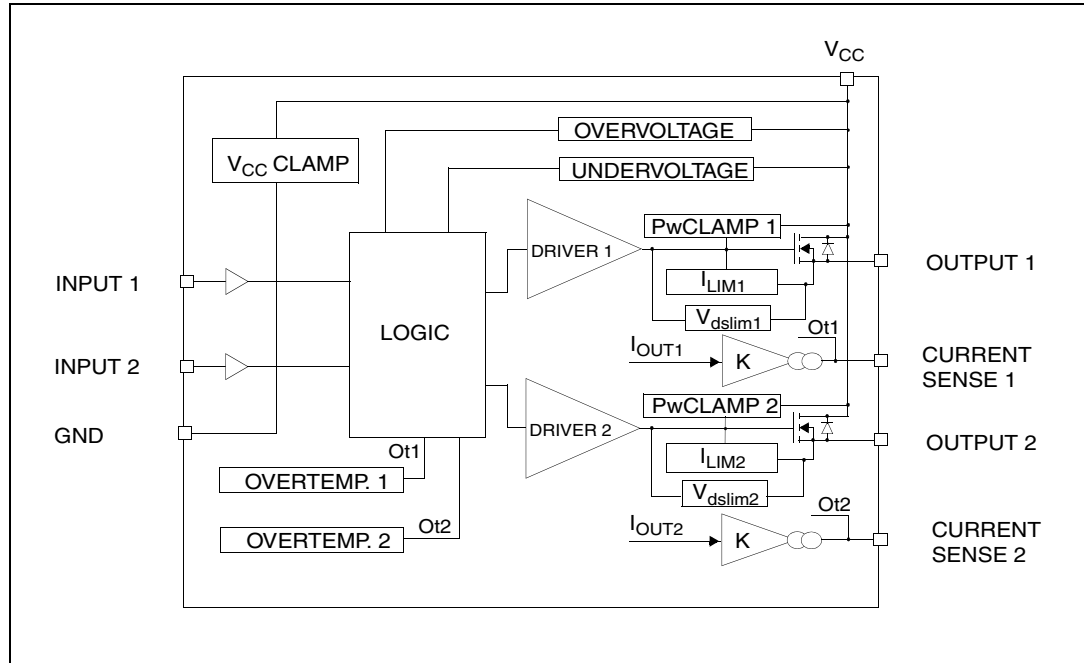 VCC
OVERVOLTAGE
VCC CLAMP
UNDERVOLTAGE
PwCLAMP 1
DRIVER 1
INPUT 1
OUTPUT 1
ILIM1
LOGIC
Vdslim1
Ot1
IOUT1
K
CURRENT
SENSE 1
INPUT 2
PwCLAMP 2
GND
DRIVER 2
OUTPUT 2
Ot1
ILIM2
OVERTEMP. 1
Vdslim2
Ot2
Ot2
IOUT2
K
CURRENT
SENSE 2
OVERTEMP. 2